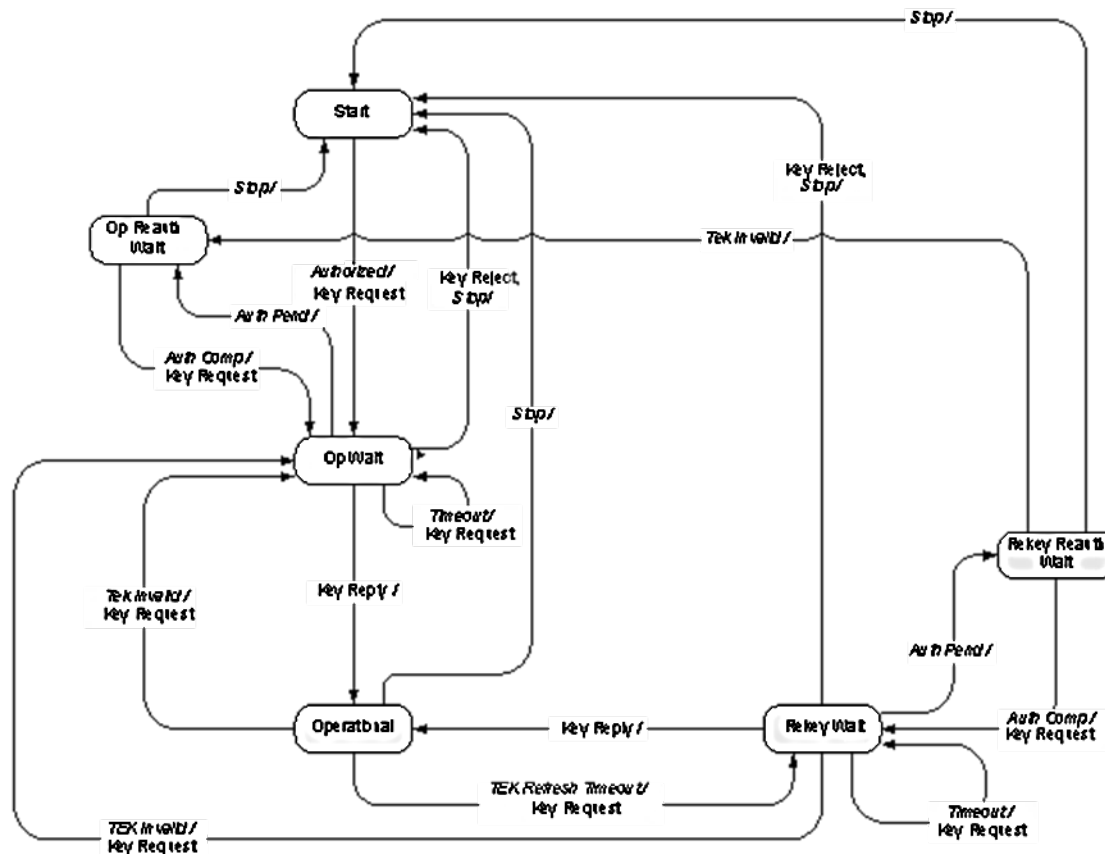 Stop/
Start
Key Reject,
Stop/
Stop/
Op Reauth
Wait
Tek Invalid/
Authorized/
Key Request
Key Reject,
Stop/
Auth Pend/
Auth Comp/
Key Request
Stop/
Op Wait
Timeout/
Key Request
Rekey Reauth
Wait
Tek Invalid/
Key Request
Key Reply/
Auth Pend/
Operational
Key Reply/
Rekey Wait
Auth Comp/
Key Request
TEK Refresh Timeout/
Key Request
Timeout/
Key Request
TEK Invalid/
Key Request